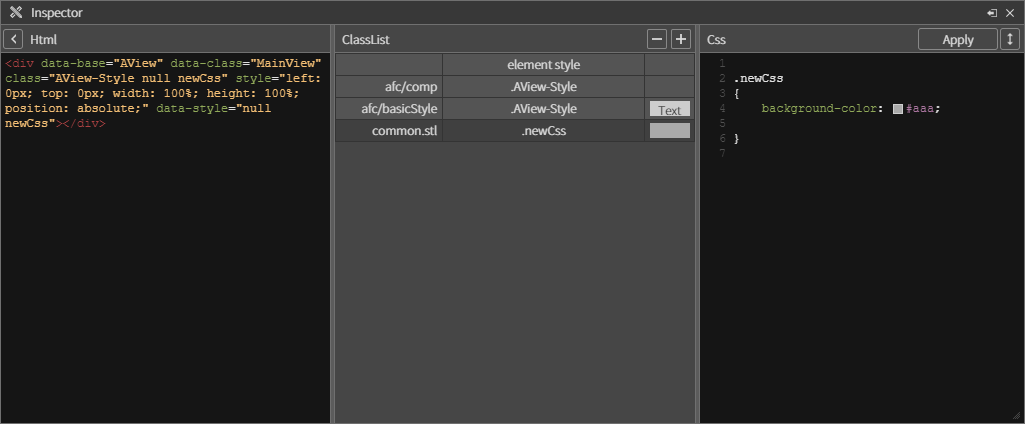 Inspector
Html
<div data-base="AView" data-class="MainView"
class="AView-Style null newCss" style="left:
0px; top: 0px; width: 100%; height: 100%;
position: absolute;" data-style="null
newCss"></div>
ClassList
element style
afc/comp .AView-Style
afc/basicStyle .AView-Style Text
common.stl .newCss
Css Apply
1
2 .newCss
3 {
4 background-color: #aaa;
5
6 }
7